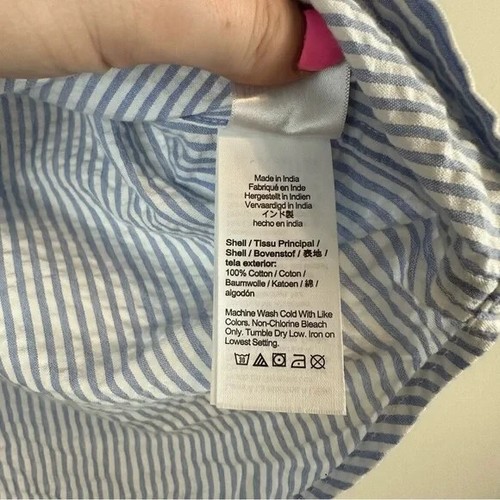 Made in India
Fabriqué en Inde
Hergestellt in Indien
Vervaardigd in India
インド製
hecho en india
Shell / Tissu Principal /
Shell / Bovenstof / 表地 /
tela exterior:
100% Cotton / Coton /
Baumwolle / Katoen / 綿 /
algodón
Machine Wash Cold With Like
Colors. Non-Chlorine Bleach
Only. Tumble Dry Low. Iron on
Lowest Setting.